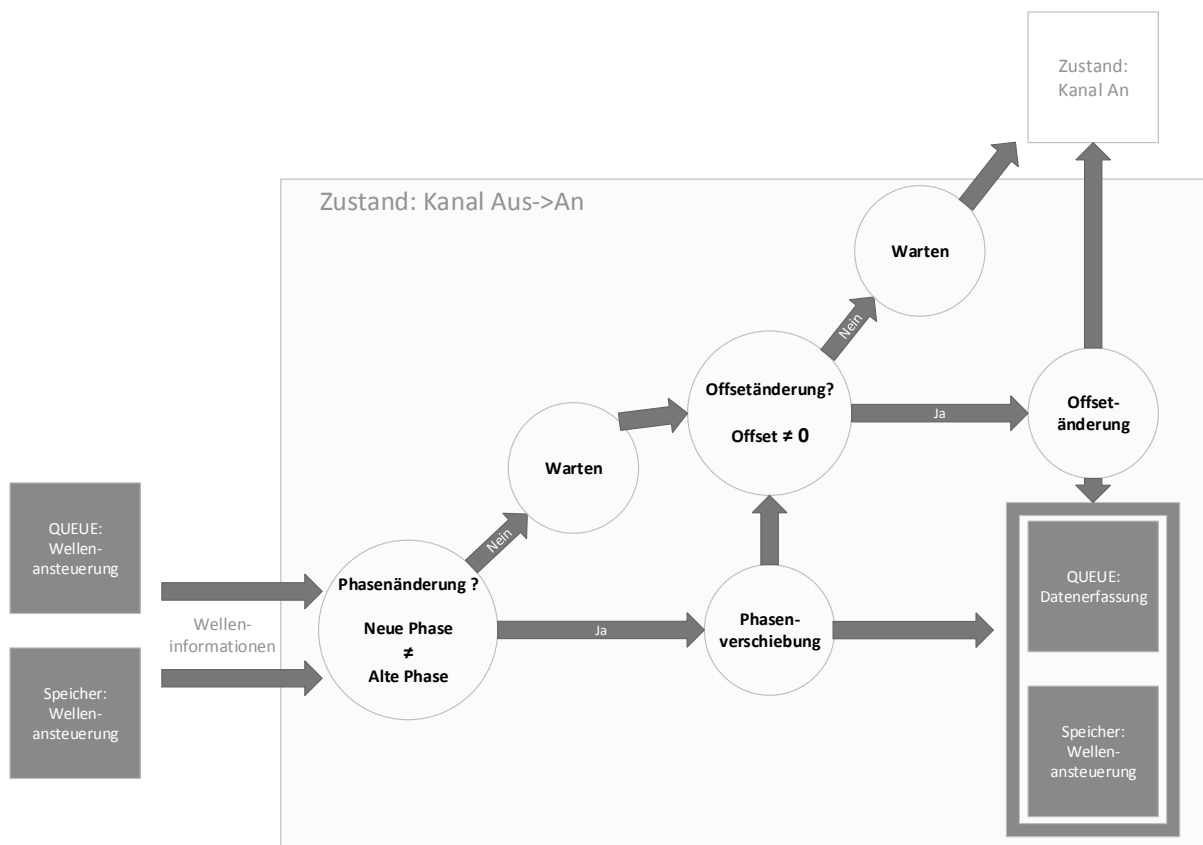 Zustand:
Kanal An
Zustand: Kanal Aus->An
Warten
Nein
Offsetänderung?
Offset ≠ 0
Ja
Offset-
änderung
Warten
Nein
QUEUE:
Wellen-
ansteuerung
Phasenänderung ?
Neue Phase
≠
Alte Phase
Ja
Phasen-
verschiebung
QUEUE:
Datenerfassung
Wellen-
informationen
Speicher:
Wellen-
ansteuerung
Speicher:
Wellen-
ansteuerung